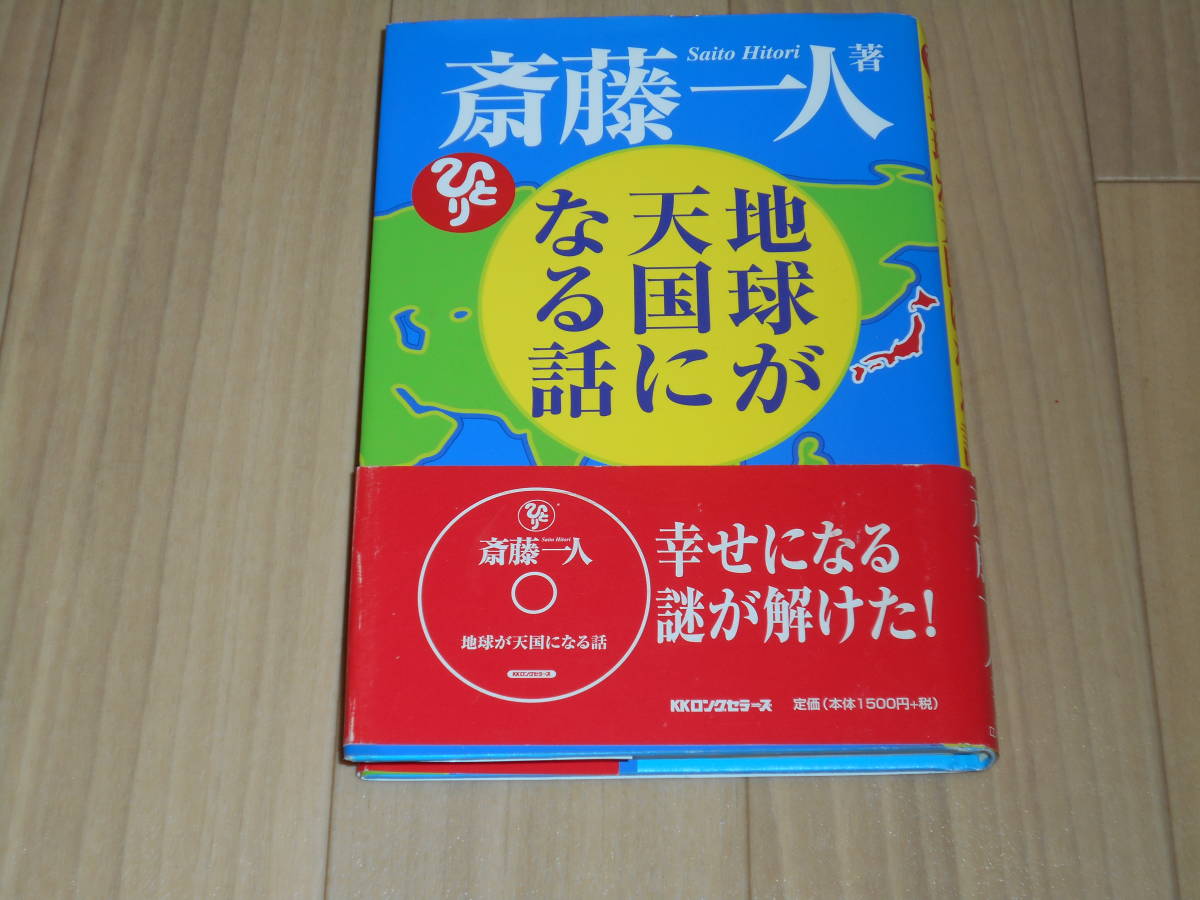 斎藤一人著
Saito Hitori
ひとり
地球が
天国に
なる話
ひとり
斎藤一人
Saito Hitori
地球が天国になる話
KKロングセラーズ
幸せになる
謎が解けた!
KKロングセラーズ 定価(本体1500円+税)